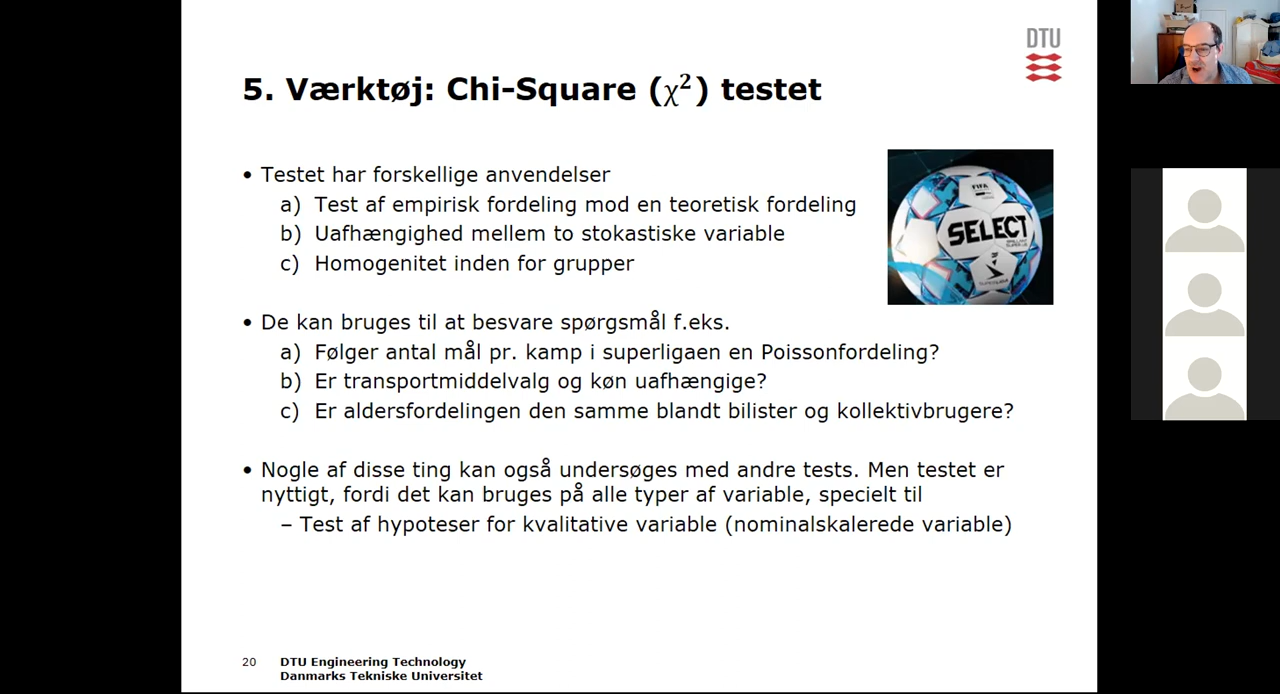 DTU
5. Værktøj: Chi-Square (χ²) testet
• Testet har forskellige anvendelser
a) Test af empirisk fordeling mod en teoretisk fordeling
b) Uafhængighed mellem to stokastiske variable
c) Homogenitet inden for grupper
FIFA
SELECT
• De kan bruges til at besvare spørgsmål f.eks.
a) Følger antal mål pr. kamp i superligaen en Poissonfordeling?
b) Er transportmiddelvalg og køn uafhængige?
c) Er aldersfordelingen den samme blandt bilister og kollektivbrugere?
• Nogle af disse ting kan også undersøges med andre tests. Men testet er
nyttigt, fordi det kan bruges på alle typer af variable, specielt til
– Test af hypoteser for kvalitative variable (nominalskalerede variable)
20 DTU Engineering Technology
Danmarks Tekniske Universitet